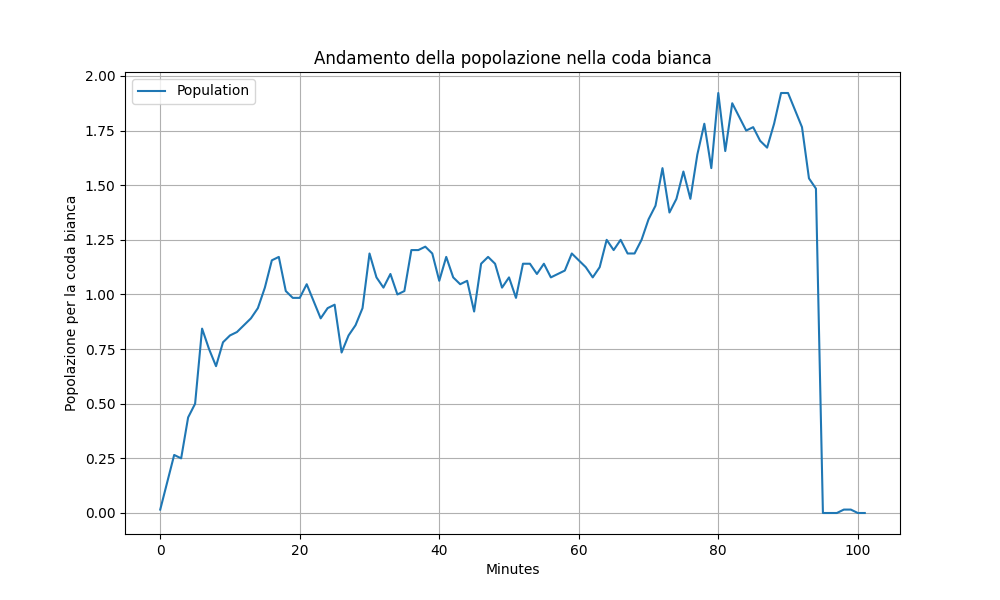 Andamento della popolazione nella coda bianca
Population
Popolazione per la coda bianca
2.00
1.75
1.50
1.25
1.00
0.75
0.50
0.25
0.00
0 20 40 60 80 100
Minutes